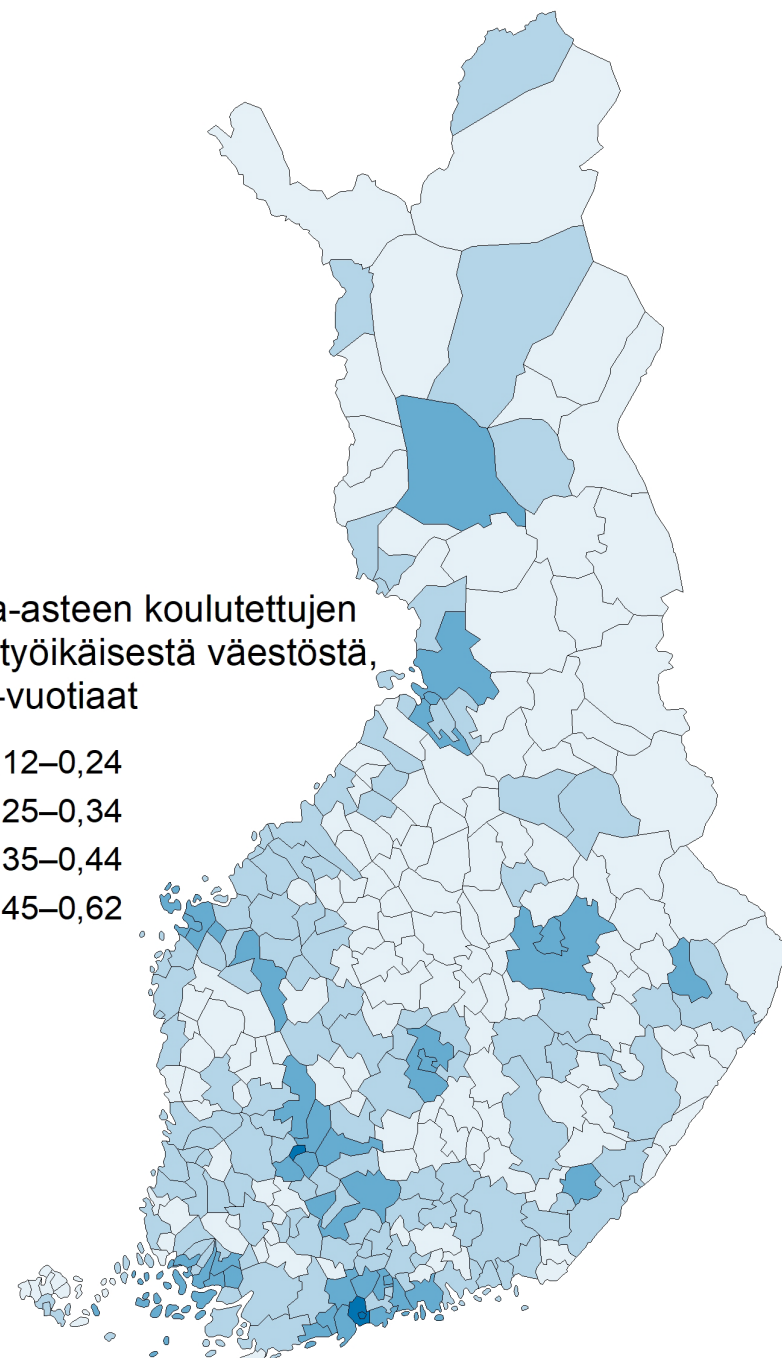 a-asteen koulutettujen
työikäisestä väestöstä,
-vuotiaat
12–0,24
25–0,34
35–0,44
45–0,62